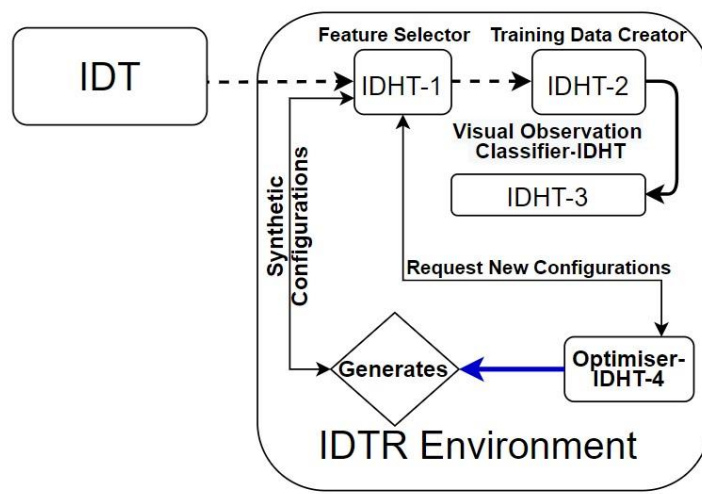 Feature Selector
Training Data Creator
IDT
IDHT-1
IDHT-2
Visual Observation
Classifier-IDHT
IDHT-3
Synthetic
Configurations
Request New Configurations
Generates
Optimiser-
IDHT-4
IDTR Environment